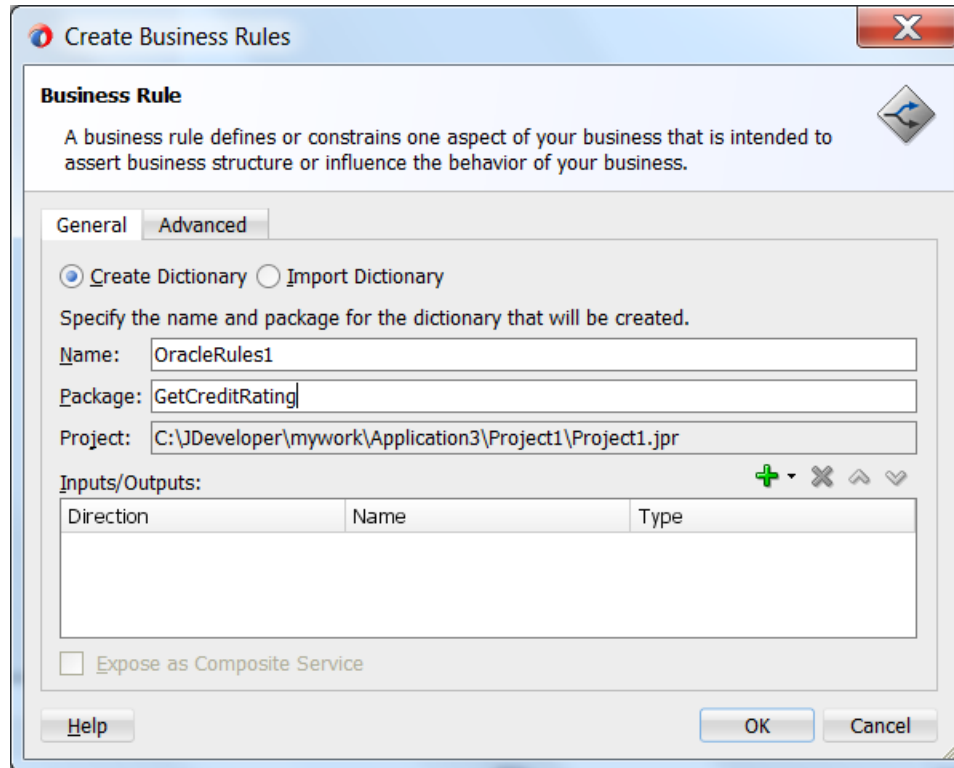 Create Business Rules
Business Rule
A business rule defines or constrains one aspect of your business that is intended to
assert business structure or influence the behavior of your business.
General Advanced
Create Dictionary Import Dictionary
Specify the name and package for the dictionary that will be created.
Name: OracleRules1
Package: GetCreditRating
Project: C:\JDeveloper\mywork\Application3\Project1\Project1.jpr
Inputs/Outputs:
Direction Name Type
Expose as Composite Service
Help OK Cancel